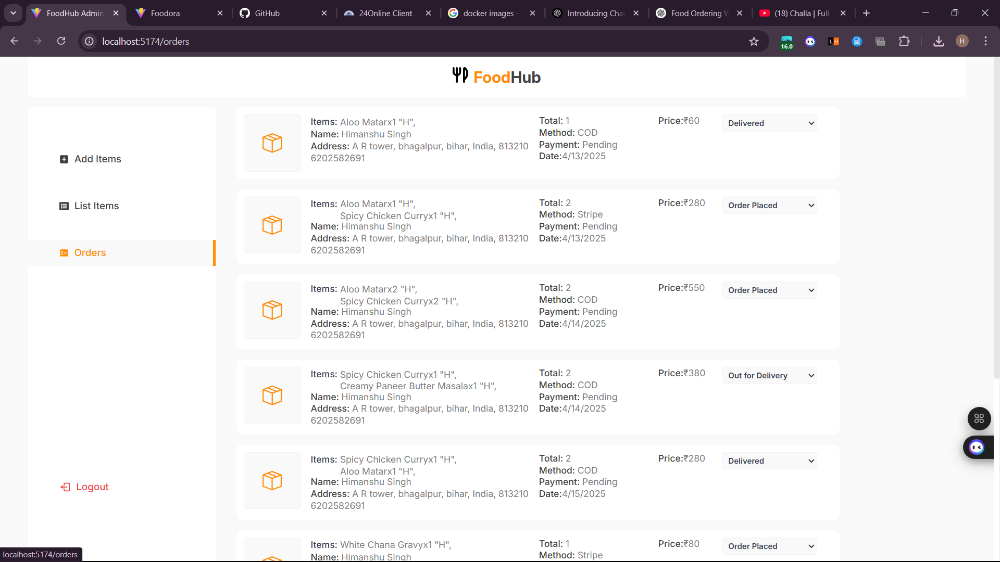 FoodHub Admin
Foodora
GitHub
24Online Client
docker images -
Introducing Cha
Food Ordering W
(18) Challa | Full
localhost:5174/orders
16.0
L H
H
FoodHub
Add Items
List Items
Orders
Logout
Items: Aloo Matarx1 "H",
Name: Himanshu Singh
Address: A R tower, bhagalpur, bihar, India, 813210
6202582691
Total: 1
Method: COD
Payment: Pending
Date:4/13/2025
Price:₹60
Delivered
Items: Aloo Matarx1 "H",
Spicy Chicken Curryx1 "H",
Name: Himanshu Singh
Address: A R tower, bhagalpur, bihar, India, 813210
6202582691
Total: 2
Method: Stripe
Payment: Pending
Date:4/13/2025
Price:₹280
Order Placed
Items: Aloo Matarx2 "H",
Spicy Chicken Curryx2 "H",
Name: Himanshu Singh
Address: A R tower, bhagalpur, bihar, India, 813210
6202582691
Total: 2
Method: COD
Payment: Pending
Date:4/14/2025
Price:₹550
Order Placed
Items: Spicy Chicken Curryx1 "H",
Creamy Paneer Butter Masalax1 "H",
Name: Himanshu Singh
Address: A R tower, bhagalpur, bihar, India, 813210
6202582691
Total: 2
Method: COD
Payment: Pending
Date:4/14/2025
Price:₹380
Out for Delivery
Items: Spicy Chicken Curryx1 "H",
Aloo Matarx1 "H",
Name: Himanshu Singh
Address: A R tower, bhagalpur, bihar, India, 813210
6202582691
Total: 2
Method: COD
Payment: Pending
Date:4/15/2025
Price:₹280
Delivered
Items: White Chana Gravyx1 "H",
Name: Himanshu Singh
Total: 1
Method: Stripe
Price:₹80
Order Placed
localhost:5174/orders